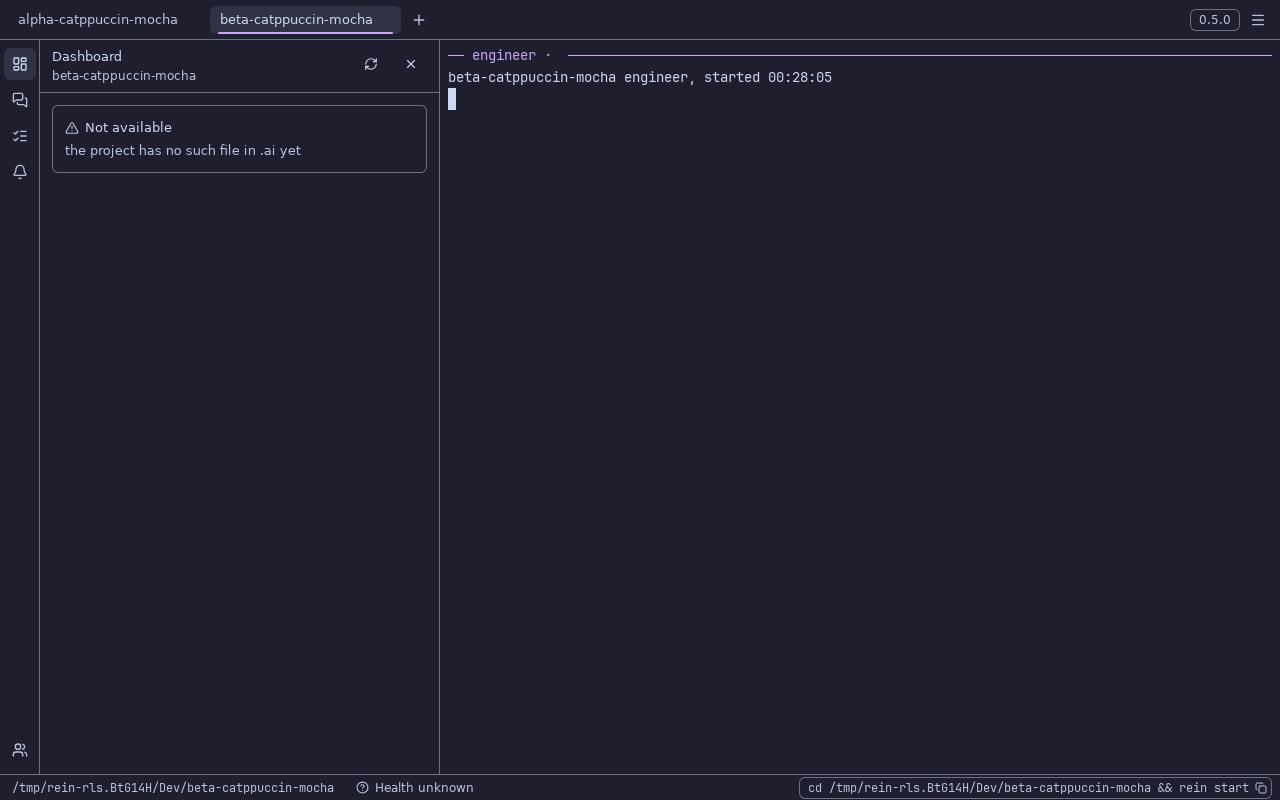 alpha-catppuccin-mocha
beta-catppuccin-mocha
0.5.0
Dashboard
beta-catppuccin-mocha
Not available
the project has no such file in .ai yet
engineer ·
beta-catppuccin-mocha engineer, started 00:28:05
/tmp/rein-rls.BtG14H/Dev/beta-catppuccin-mocha
Health unknown
cd /tmp/rein-rls.BtG14H/Dev/beta-catppuccin-mocha && rein start